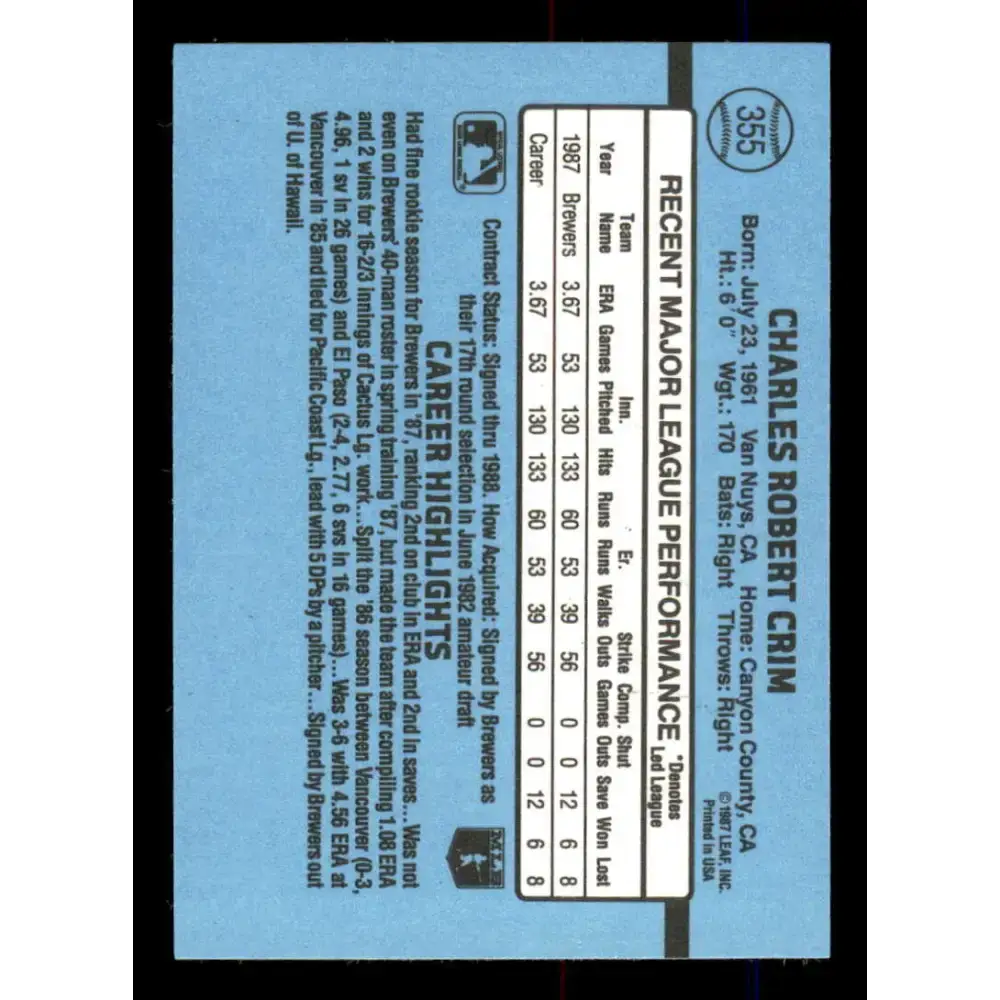 355
CHARLES ROBERT CRIM
Born: July 23, 1961 Van Nuys, CA Home: Canyon County, CA
Ht.: 6'0" Wgt.: 170 Bats: Right Throws: Right
©1987 LEAF, INC.
Printed in USA
RECENT MAJOR LEAGUE PERFORMANCE
*Denotes
Led League
Team Inn. Er. Strike Comp. Shut
Year Name ERA Games Pitched Hits Runs Runs Walks Outs Games Outs Save Won Lost
1987 Brewers 3.67 53 130 133 60 53 39 56 0 0 12 6 8
Career 3.67 53 130 133 60 53 39 56 0 0 12 6 8
Contract Status: Signed thru 1988. How Acquired: Signed by Brewers as
their 17th round selection in June 1982 amateur draft
MLB
CAREER HIGHLIGHTS
Had fine rookie season for Brewers in '87, ranking 2nd on club in ERA and 2nd in saves...Was not
even on Brewers' 40-man roster in spring training '87, but made the team after compiling 1.08 ERA
and 2 wins for 16-2/3 innings of Cactus Lg. work...Split the '86 season between Vancouver (0-3,
4.96, 1 sv in 26 games) and El Paso (2-4, 2.77, 6 svs in 16 games)...Was 3-6 with 4.56 ERA at
Vancouver in '85 and tied for Pacific Coast Lg., lead with 5 DPs by a pitcher...Signed by Brewers out
of U. of Hawaii.